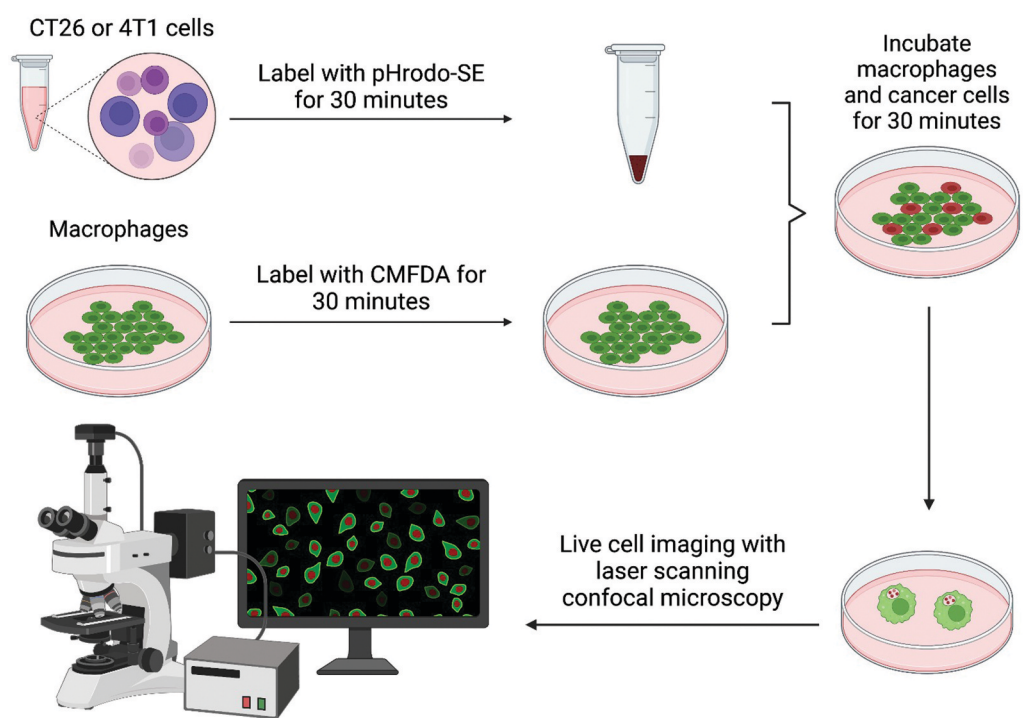 CT26 or 4T1 cells
Label with pHrodo-SE
for 30 minutes
Incubate
macrophages
and cancer cells
for 30 minutes
Macrophages
Label with CMFDA for
30 minutes
Live cell imaging with
laser scanning
confocal microscopy